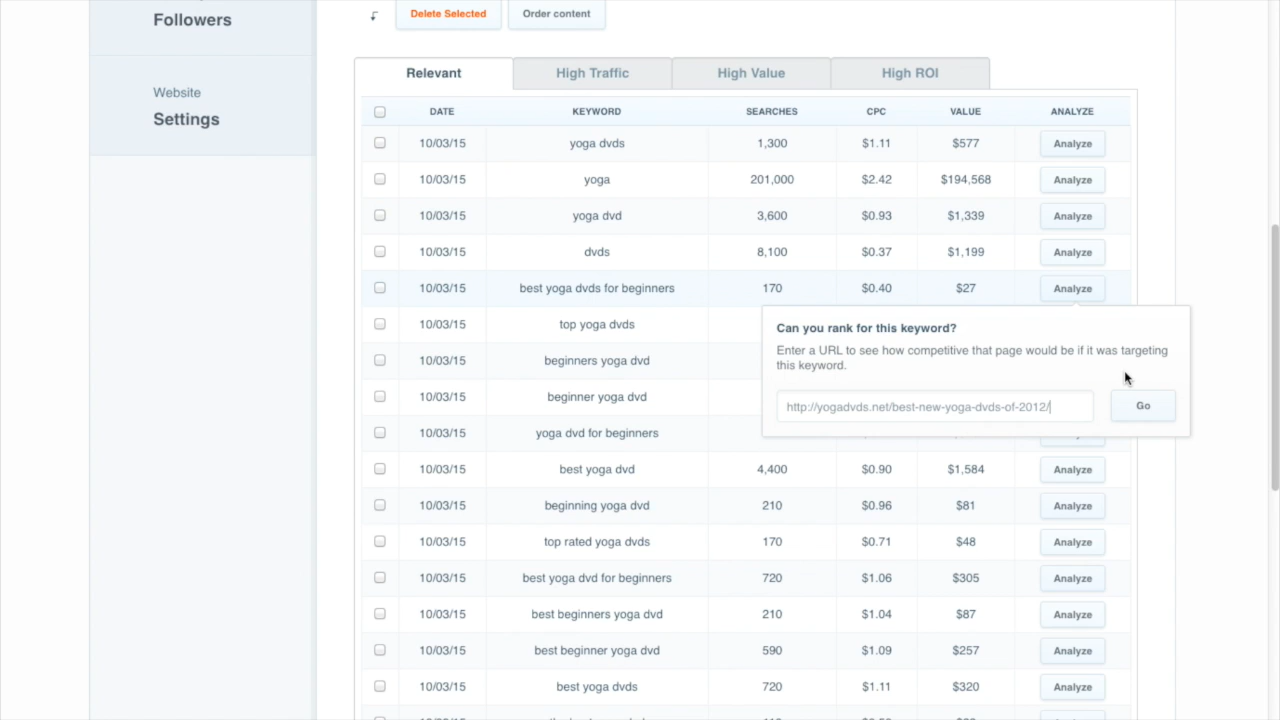 Followers
Website
Settings
Delete Selected Order content
Relevant High Traffic High Value High ROI
DATE KEYWORD SEARCHES CPC VALUE ANALYZE
10/03/15 yoga dvds 1,300 $1.11 $577 Analyze
10/03/15 yoga 201,000 $2.42 $194,568 Analyze
10/03/15 yoga dvd 3,600 $0.93 $1,339 Analyze
10/03/15 dvds 8,100 $0.37 $1,199 Analyze
10/03/15 best yoga dvds for beginners 170 $0.40 $27 Analyze
10/03/15 top yoga dvds
10/03/15 beginners yoga dvd
10/03/15 beginner yoga dvd
10/03/15 yoga dvd for beginners
Can you rank for this keyword?
Enter a URL to see how competitive that page would be if it was targeting
this keyword.
http://yogadvds.net/best-new-yoga-dvds-of-2012/ Go
10/03/15 best yoga dvd 4,400 $0.90 $1,584 Analyze
10/03/15 beginning yoga dvd 210 $0.96 $81 Analyze
10/03/15 top rated yoga dvds 170 $0.71 $48 Analyze
10/03/15 best yoga dvd for beginners 720 $1.06 $305 Analyze
10/03/15 best beginners yoga dvd 210 $1.04 $87 Analyze
10/03/15 best beginner yoga dvd 590 $1.09 $257 Analyze
10/03/15 best yoga dvds 720 $1.11 $320 Analyze